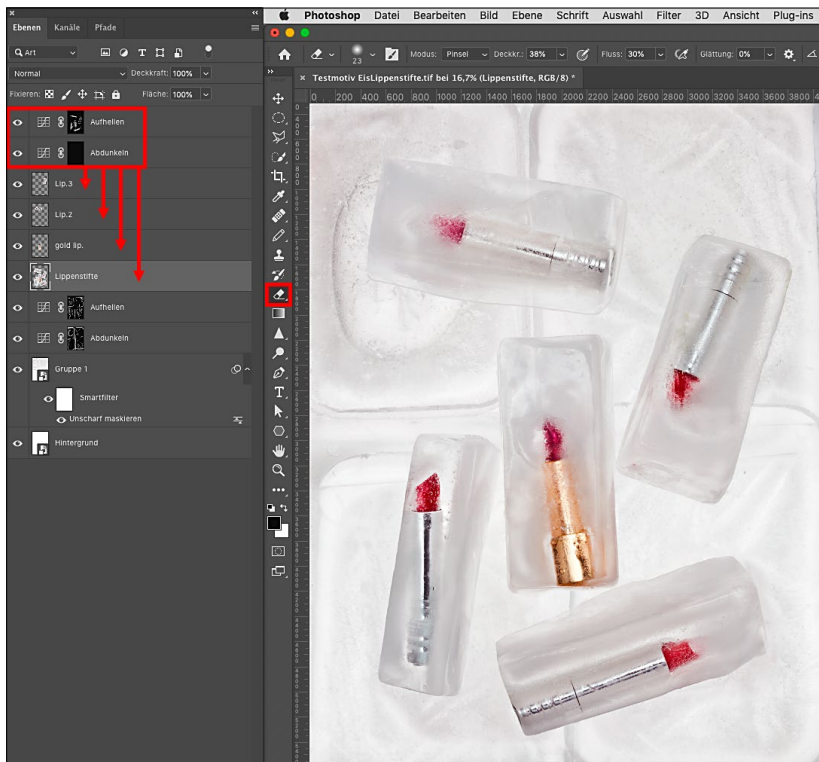 Photoshop Datei Bearbeiten Bild Ebene Schrift Auswahl Filter 3D Ansicht Plug-ins
Ebenen Kanäle Pfade
Art
Normal Deckkraft: 100%
Fixieren: Fläche: 100%
Aufhellen
Abdunkeln
Lip.3
Lip.2
gold lip.
Lippenstifte
Aufhellen
Abdunkeln
Gruppe 1
Smartfilter
Unscharf maskieren
Hintergrund
23 Modus: Pinsel Deckkr.: 38% Fluss: 30% Glättung: 0%
× Testmotiv EisLippenstifte.tif bei 16,7% (Lippenstifte, RGB/8) *
0 200 400 600 800 1000 1200 1400 1600 1800 2000 2200 2400 2600 2800 3000 3200 3400 3600 3800